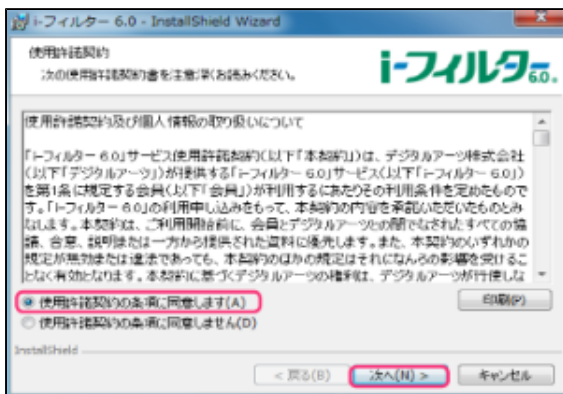 i-フィルター 6.0 - InstallShield Wizard
使用許諾契約
次の使用許諾契約書を注意深くお読みください。
i-フィルター 6.0
使用許諾契約及び個人情報の取り扱いについて
「i-フィルター 6.0」サービス使用許諾契約(以下「本契約」)は、デジタルアーツ株式会社
(以下「デジタルアーツ」)が提供する「i-フィルター 6.0」サービス(以下「i-フィルター 6.0」)
を第1条に規定する会員(以下「会員」)が利用するにあたりその利用条件を定めたもので
す。「i-フィルター 6.0」の利用申し込みをもって、本契約の内容を承諾いただいたものとみ
なします。本契約は、ご利用開始前に、会員とデジタルアーツとの間でなされたすべての協
議、合意、説明または一方から提供された資料に優先します。また、本契約のいずれかの
規定が無効または違法であっても、本契約のほかの規定はそれになんらの影響を受けるこ
となく有効となります。本契約に基づくデジタルアーツの権利は、デジタルアーツが行使しな
使用許諾契約の条項に同意します(A)
印刷(P)
使用許諾契約の条項に同意しません(D)
InstallShield
< 戻る(B)
次へ(N) >
キャンセル